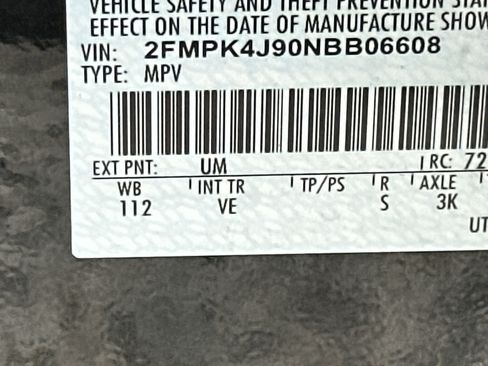 VEHICLE SAFETY AND THEFT PREVENTION STA
EFFECT ON THE DATE OF MANUFACTURE SHOW
VIN: 2FMPK4J90NBB06608
TYPE: MPV
EXT PNT: UM RC: 72
WB INT TR TP/PS R AXLE
112 VE S 3K
UT